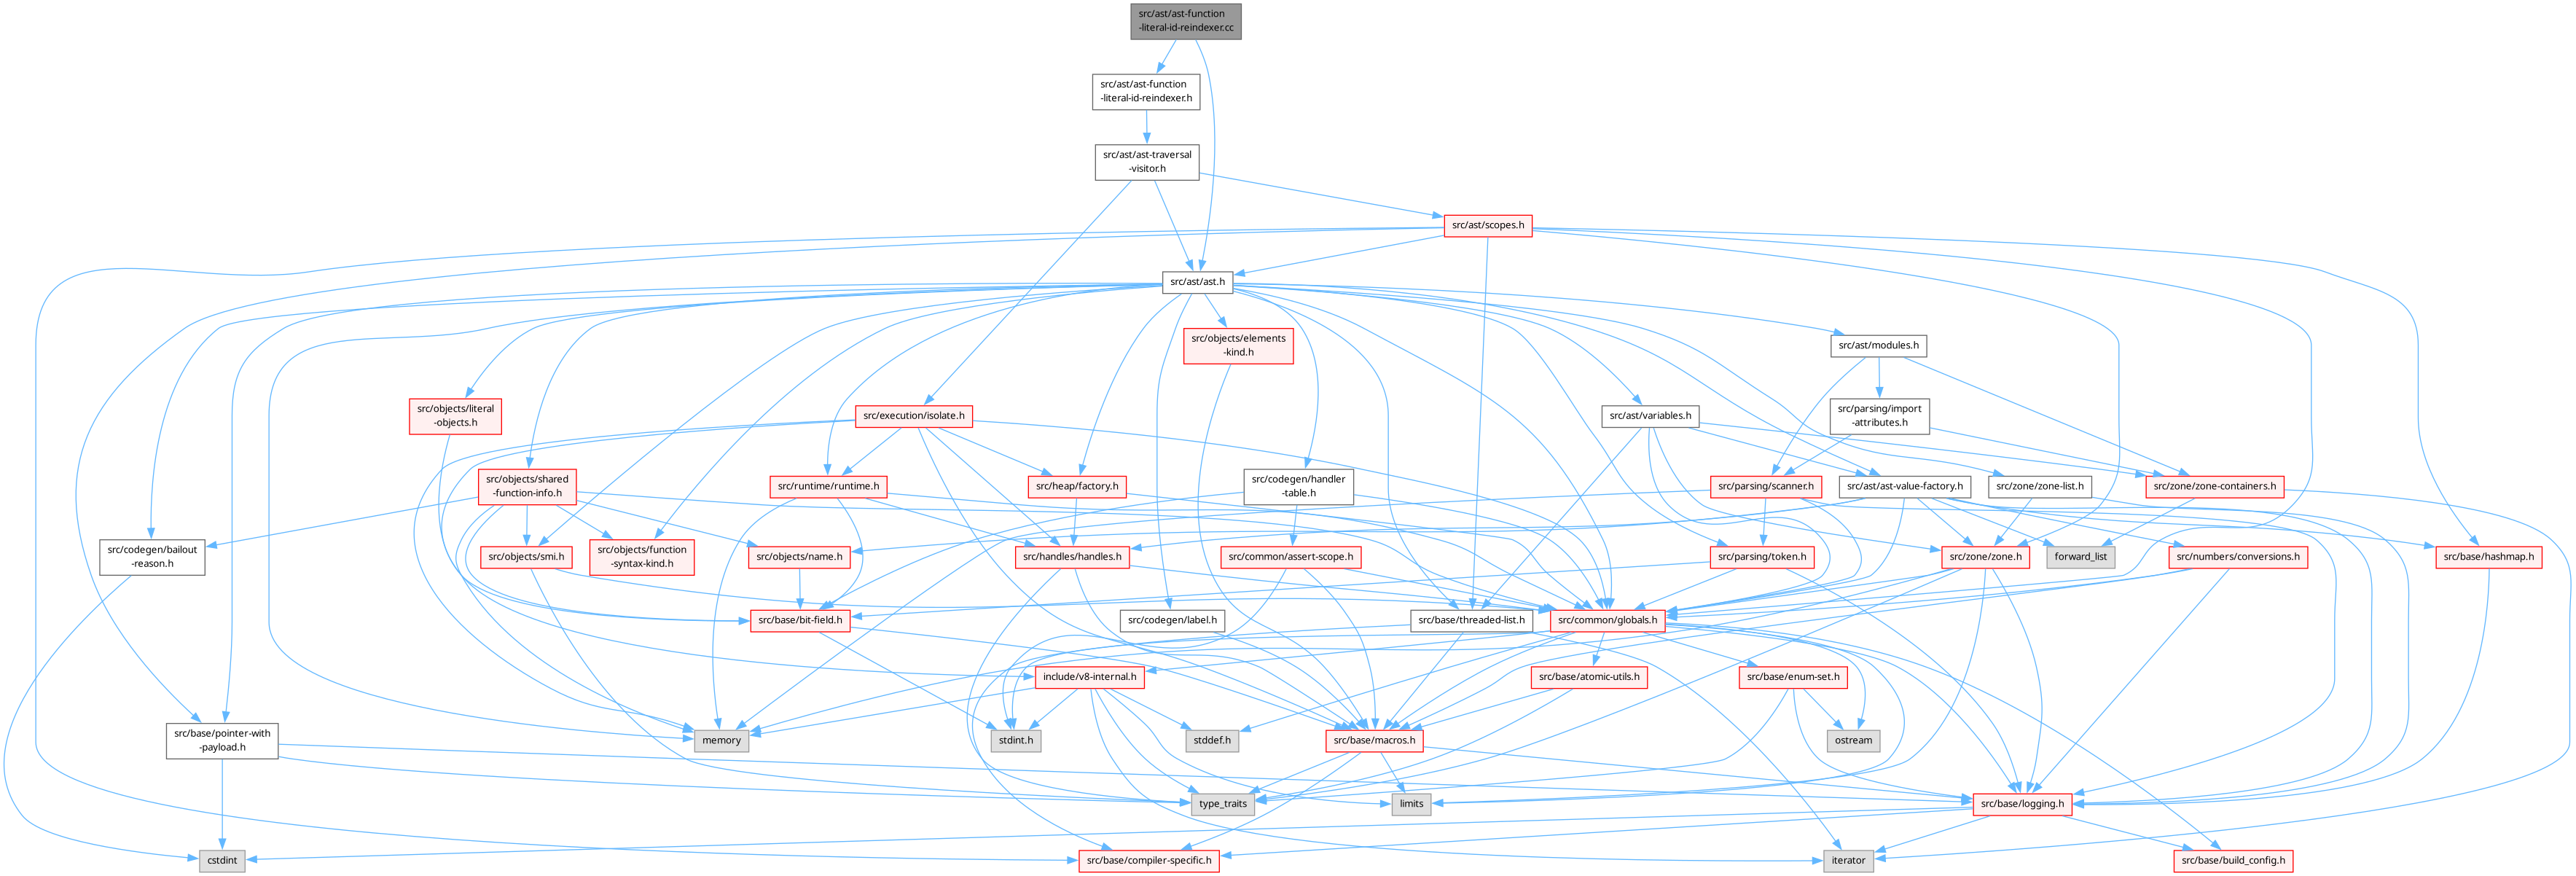 src/ast/ast-function
-literal-id-reindexer.cc
src/ast/ast-function
-literal-id-reindexer.h
src/ast/ast-traversal
-visitor.h
src/ast/scopes.h
src/ast/ast.h
src/objects/elements
-kind.h
src/ast/modules.h
src/objects/literal
-objects.h
src/execution/isolate.h
src/ast/variables.h
src/parsing/import
-attributes.h
src/objects/shared
-function-info.h
src/runtime/runtime.h
src/heap/factory.h
src/codegen/handler
-table.h
src/parsing/scanner.h
src/ast/ast-value-factory.h
src/zone/zone-list.h
src/zone/zone-containers.h
src/codegen/bailout
-reason.h
src/objects/smi.h
src/objects/function
-syntax-kind.h
src/objects/name.h
src/handles/handles.h
src/common/assert-scope.h
src/parsing/token.h
src/zone/zone.h
forward_list
src/numbers/conversions.h
src/base/hashmap.h
src/base/bit-field.h
src/codegen/label.h
src/base/threaded-list.h
src/common/globals.h
include/v8-internal.h
src/base/atomic-utils.h
src/base/enum-set.h
src/base/pointer-with
-payload.h
memory
stdint.h
stddef.h
src/base/macros.h
ostream
type_traits
limits
src/base/logging.h
cstdint
src/base/compiler-specific.h
iterator
src/base/build_config.h